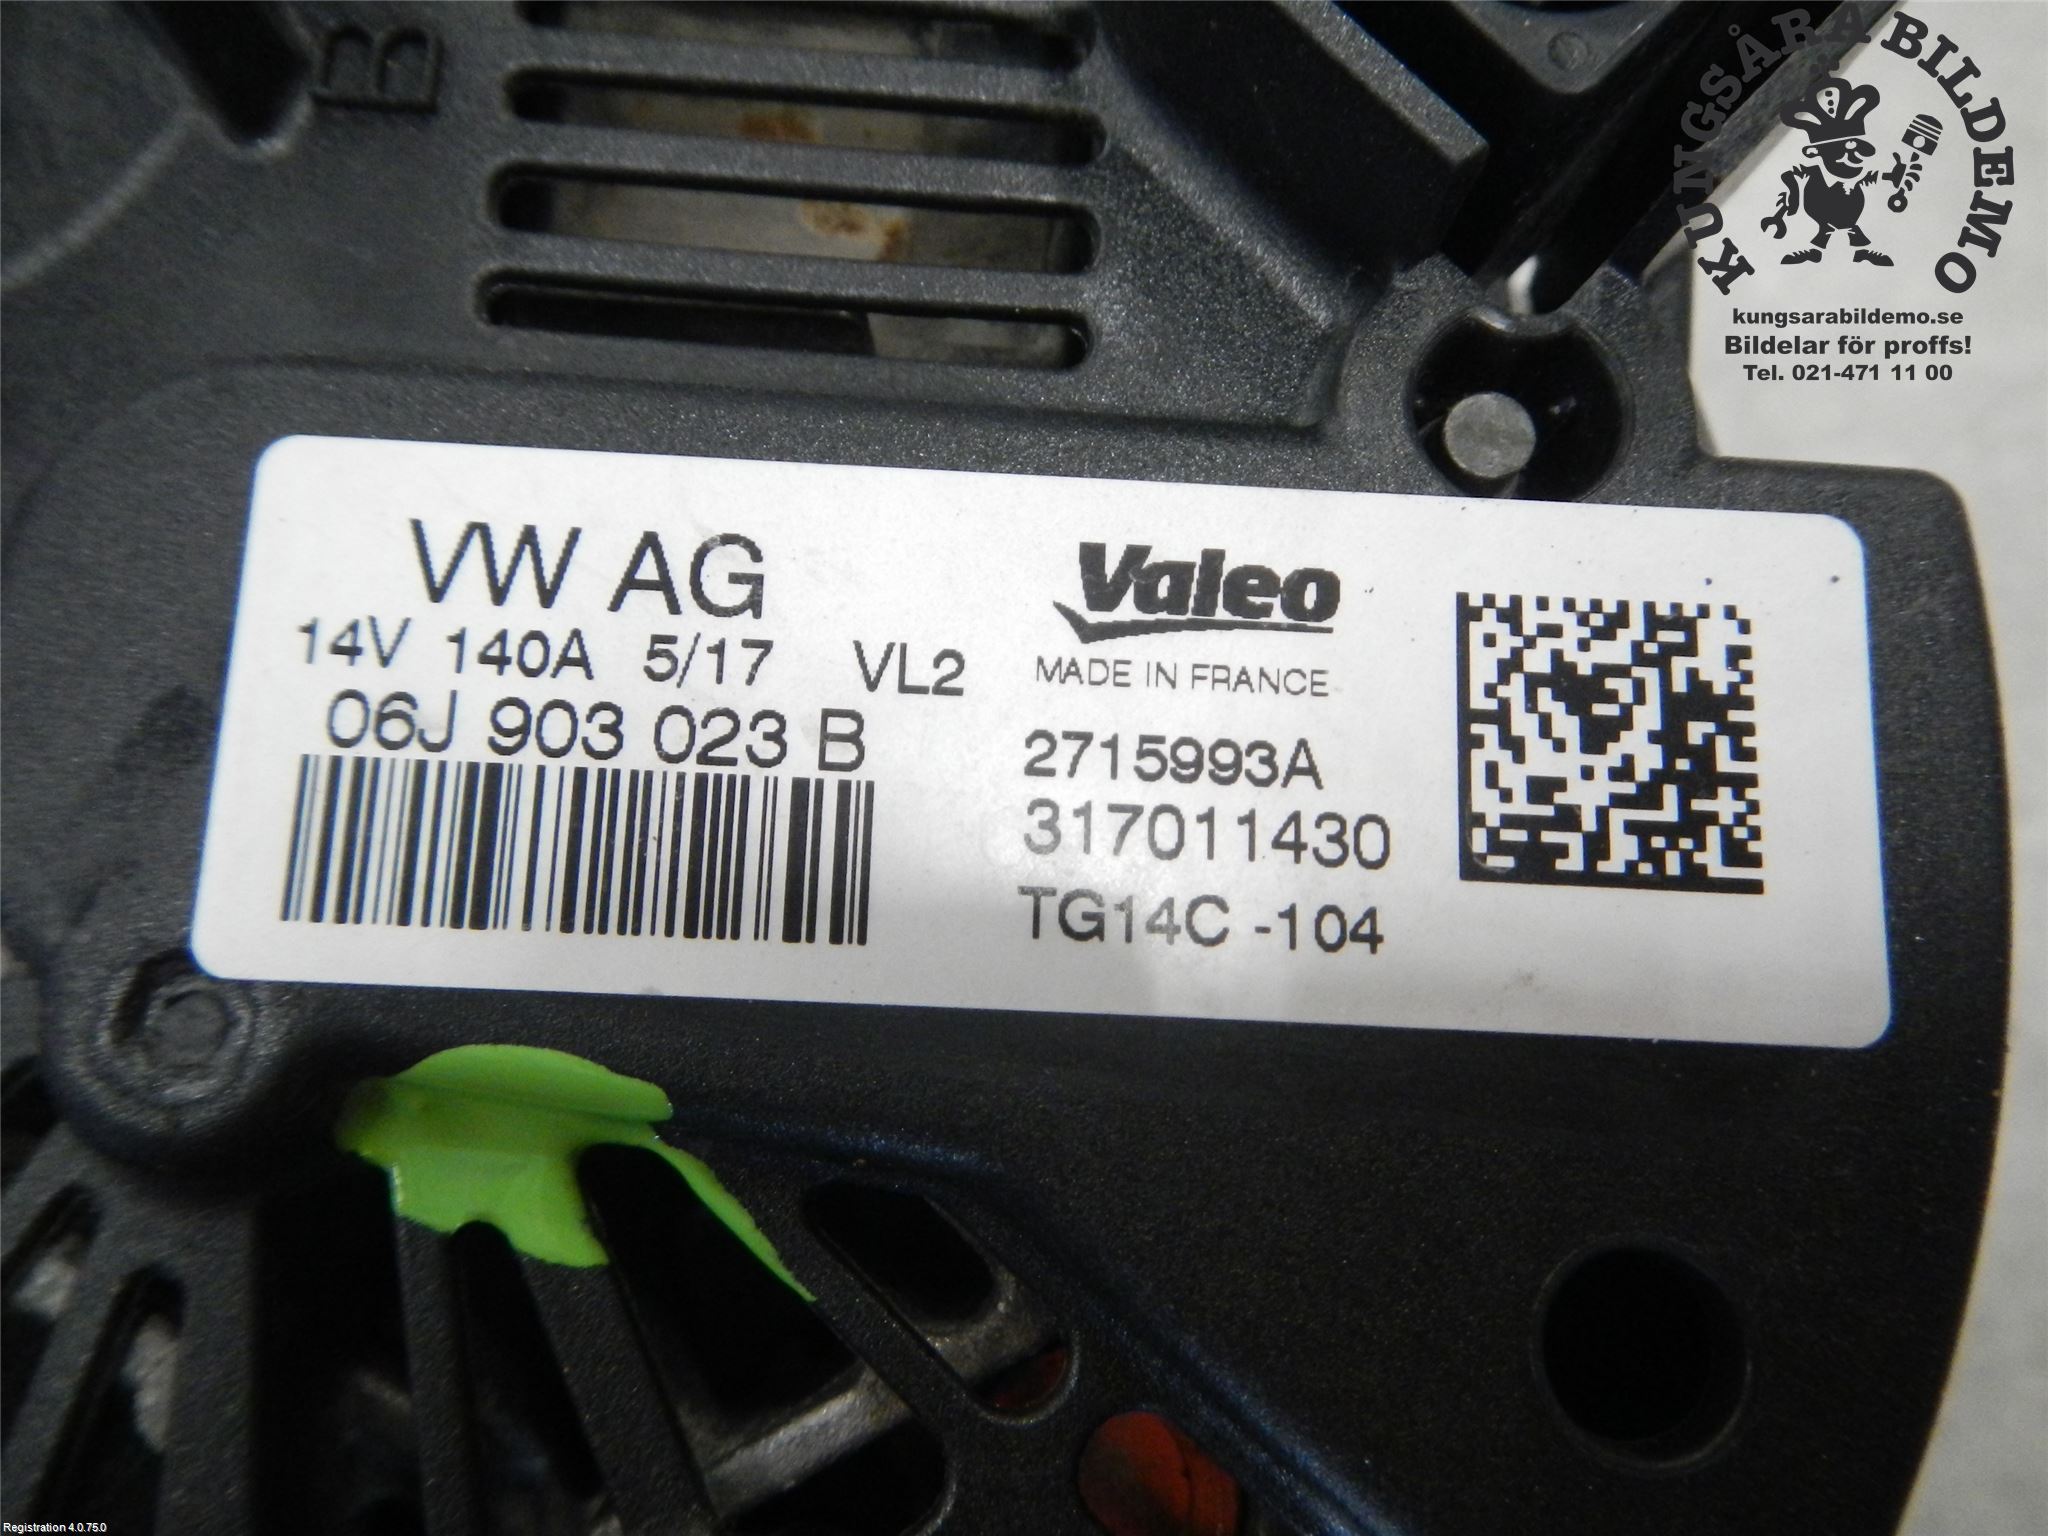 B
KUNGSÅRA BILDEMO
kungsarabildemo.se
Bildelar för proffs!
Tel. 021-471 11 00
VW AG
14V 140A 5/17 VL2
06J 903 023 B
Valeo
MADE IN FRANCE
2715993A
317011430
TG14C -104
Registration 4.0.75.0